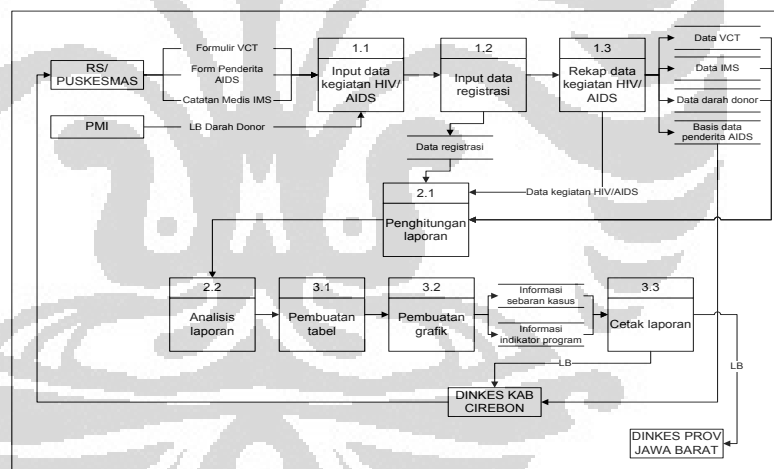 RS/
PUSKESMAS
PMI
Formulir VCT
Form Penderita
AIDS
Catatan Medis IMS
LB Darah Donor
1.1
Input data
kegiatan HIV/
AIDS
1.2
Input data
registrasi
1.3
Rekap data
kegiatan HIV/
AIDS
Data VCT
Data IMS
Data darah donor
Basis data
penderita AIDS
Data registrasi
2.1
Penghitungan
laporan
Data kegiatan HIV/AIDS
2.2
Analisis
laporan
3.1
Pembuatan
tabel
3.2
Pembuatan
grafik
Informasi
sebaran kasus
Informasi
indikator program
3.3
Cetak laporan
LB
LB
DINKES KAB
CIREBON
DINKES PROV
JAWA BARAT